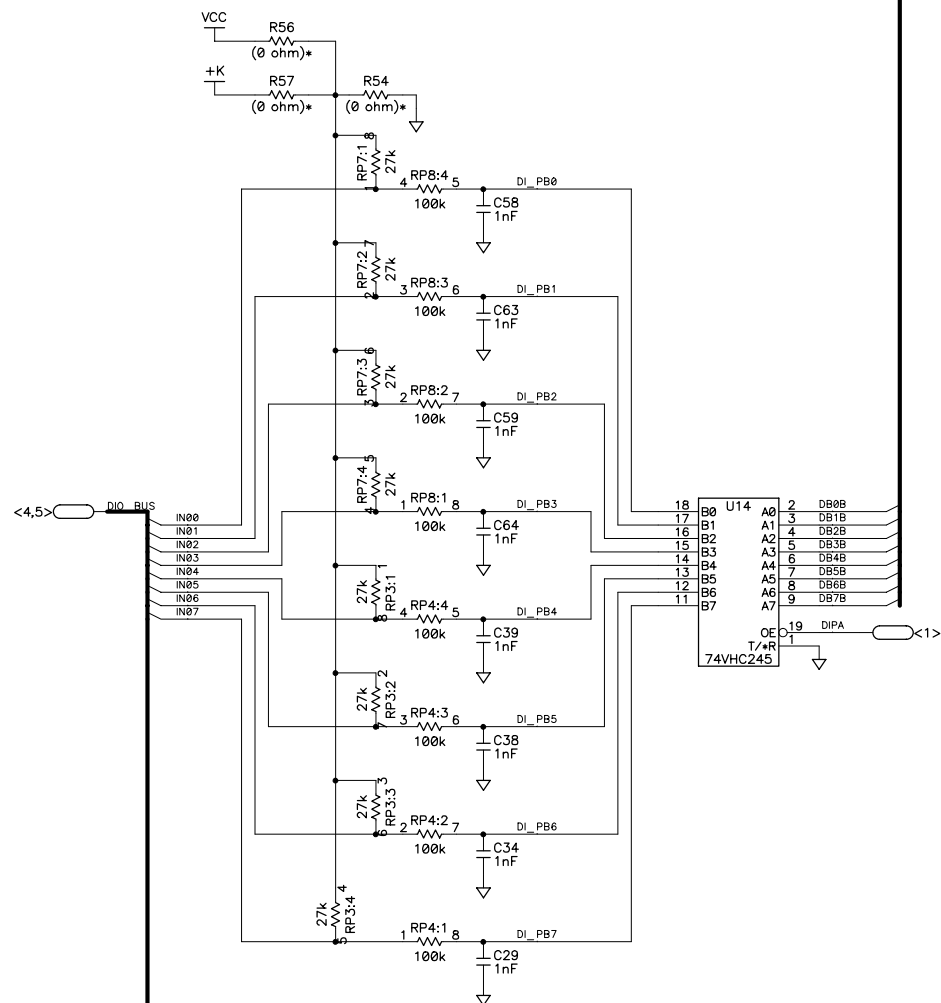 VCC
R56
(0 ohm)*
+K
R57
(0 ohm)*
R54
(0 ohm)*
8
RP7:1
27k
1
4 RP8:4 5
100k
DI_PB0
C58
1nF
7
RP7:2
27k
2
3 RP8:3 6
100k
DI_PB1
C63
1nF
6
RP7:3
27k
3
2 RP8:2 7
100k
DI_PB2
C59
1nF
5
RP7:4
27k
4
1 RP8:1 8
100k
DI_PB3
C64
1nF
<4,5>
DIO_BUS
IN00
IN01
IN02
IN03
IN04
IN05
IN06
IN07
1
27k
RP3:1
8
4 RP4:4 5
100k
DI_PB4
C39
1nF
2
27k
RP3:2
7
3 RP4:3 6
100k
DI_PB5
C38
1nF
3
27k
RP3:3
6
2 RP4:2 7
100k
DI_PB6
C34
1nF
4
27k
RP3:4
5
1 RP4:1 8
100k
DI_PB7
C29
1nF
U14
18 B0 A0 2 DB0B
17 B1 A1 3 DB1B
16 B2 A2 4 DB2B
15 B3 A3 5 DB3B
14 B4 A4 6 DB4B
13 B5 A5 7 DB5B
12 B6 A6 8 DB6B
11 B7 A7 9 DB7B
OE 19 DIPA <1>
T/*R 1
74VHC245